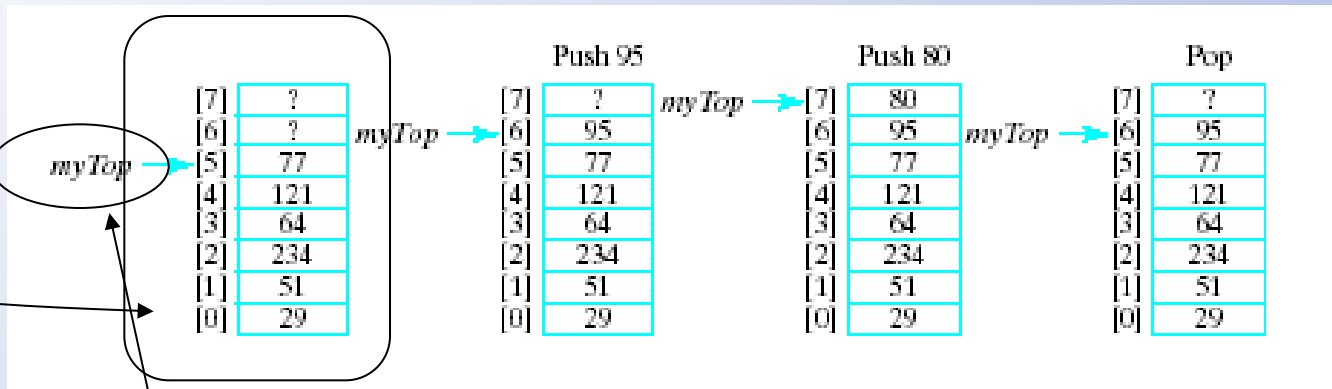 Push 95 Push 80 Pop
[7] ? [7] ? myTop [7] 80 [7] ?
[6] ? myTop [6] 95 [6] 95 myTop [6] 95
myTop [5] 77 [5] 77 [5] 77 [5] 77
[4] 121 [4] 121 [4] 121 [4] 121
[3] 64 [3] 64 [3] 64 [3] 64
[2] 234 [2] 234 [2] 234 [2] 234
[1] 51 [1] 51 [1] 51 [1] 51
[0] 29 [0] 29 [0] 29 [0] 29